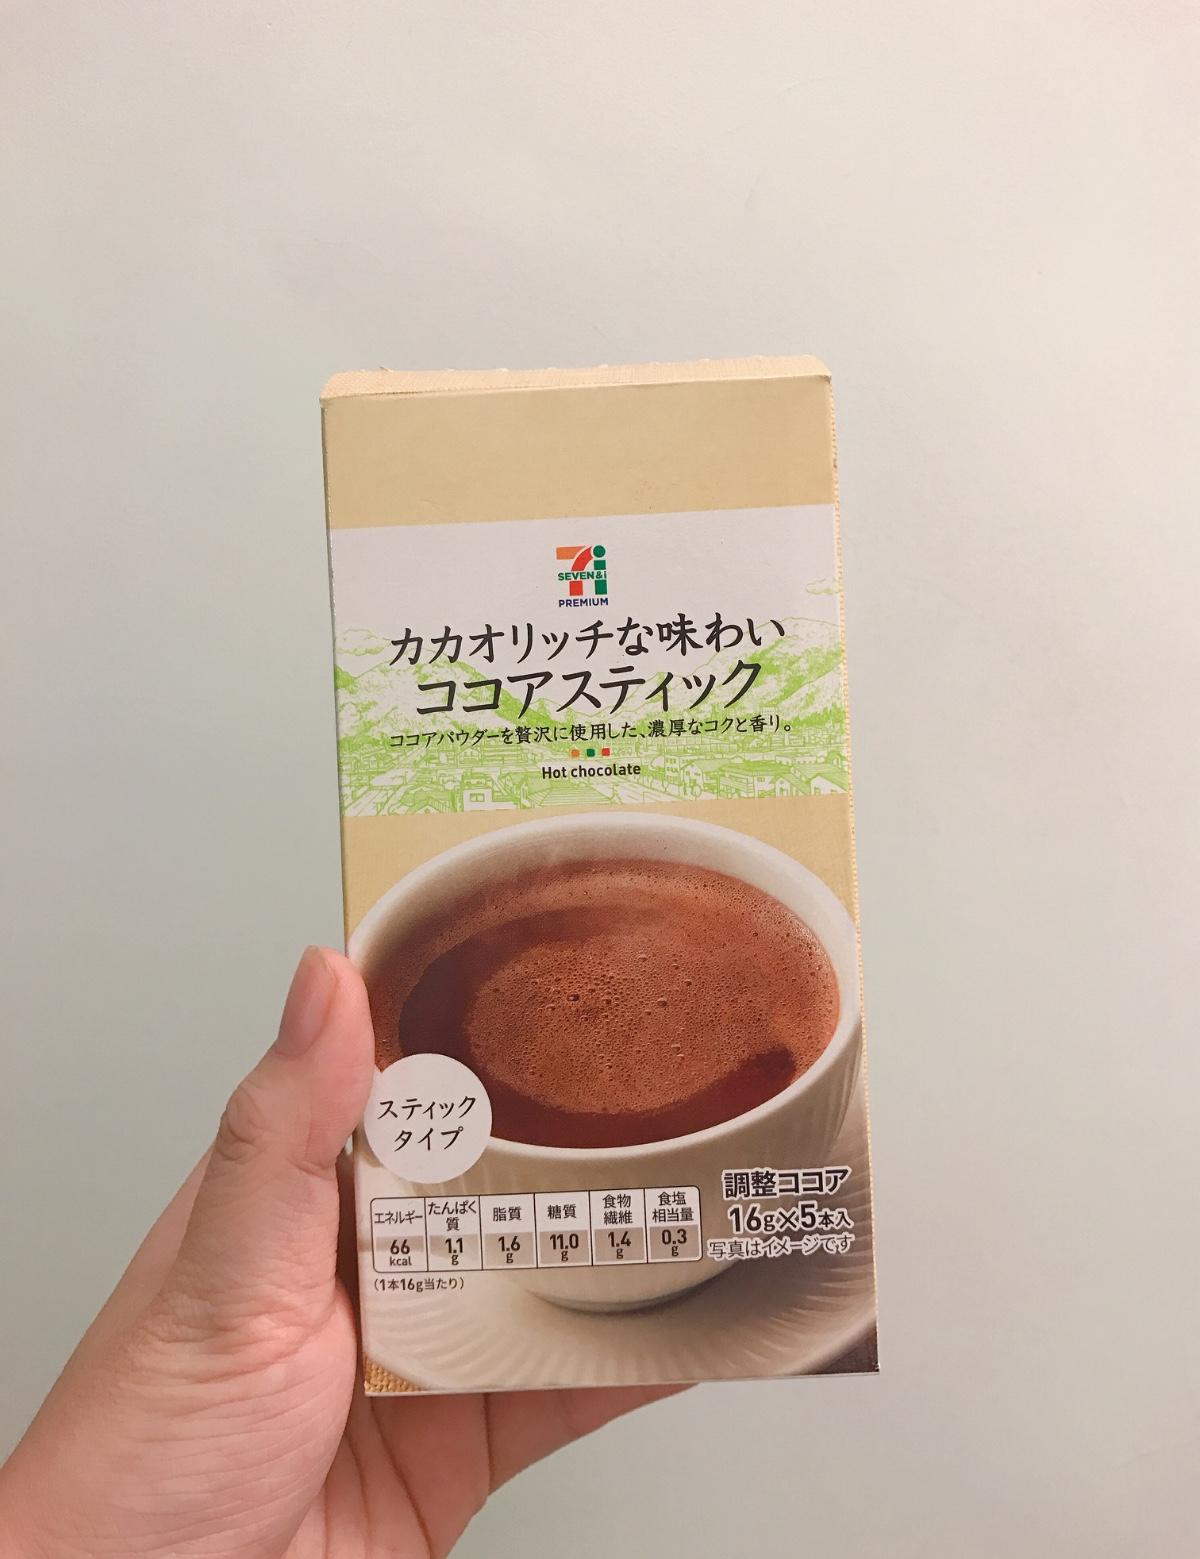 SEVEN&i
PREMIUM
カカオリッチな味わい
ココアスティック
ココアパウダーを贅沢に使用した、濃厚なコクと香り。
Hot chocolate
スティック
タイプ
エネルギー 66 kcal
たんぱく質 1.1 g
脂質 1.6 g
糖質 11.0 g
食物繊維 1.4 g
食塩相当量 0.3 g
(1本16g当たり)
調整ココア
16g×5本入
写真はイメージです